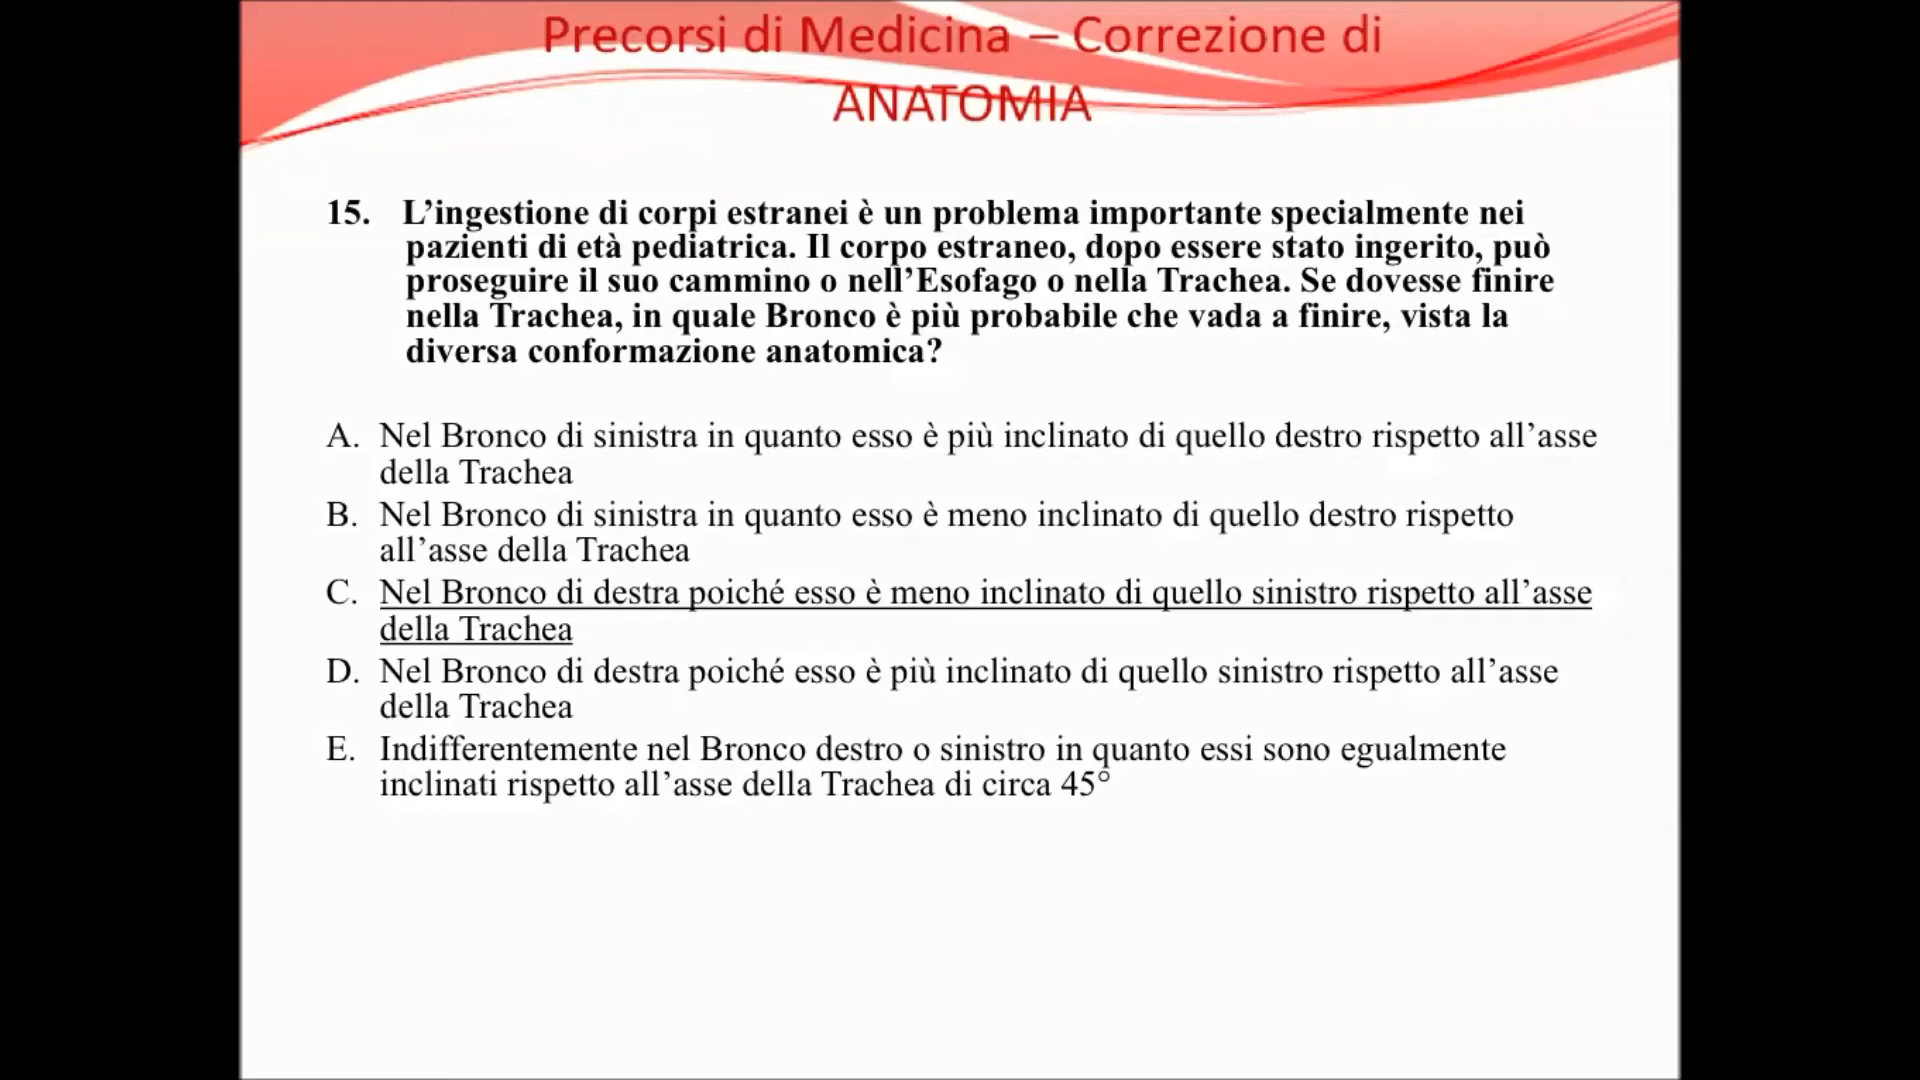 Precorsi di Medicina – Correzione di
ANATOMIA
15. L’ingestione di corpi estranei è un problema importante specialmente nei
pazienti di età pediatrica. Il corpo estraneo, dopo essere stato ingerito, può
proseguire il suo cammino o nell’Esofago o nella Trachea. Se dovesse finire
nella Trachea, in quale Bronco è più probabile che vada a finire, vista la
diversa conformazione anatomica?
A. Nel Bronco di sinistra in quanto esso è più inclinato di quello destro rispetto all’asse
della Trachea
B. Nel Bronco di sinistra in quanto esso è meno inclinato di quello destro rispetto
all’asse della Trachea
C. Nel Bronco di destra poiché esso è meno inclinato di quello sinistro rispetto all’asse
della Trachea
D. Nel Bronco di destra poiché esso è più inclinato di quello sinistro rispetto all’asse
della Trachea
E. Indifferentemente nel Bronco destro o sinistro in quanto essi sono egualmente
inclinati rispetto all’asse della Trachea di circa 45°